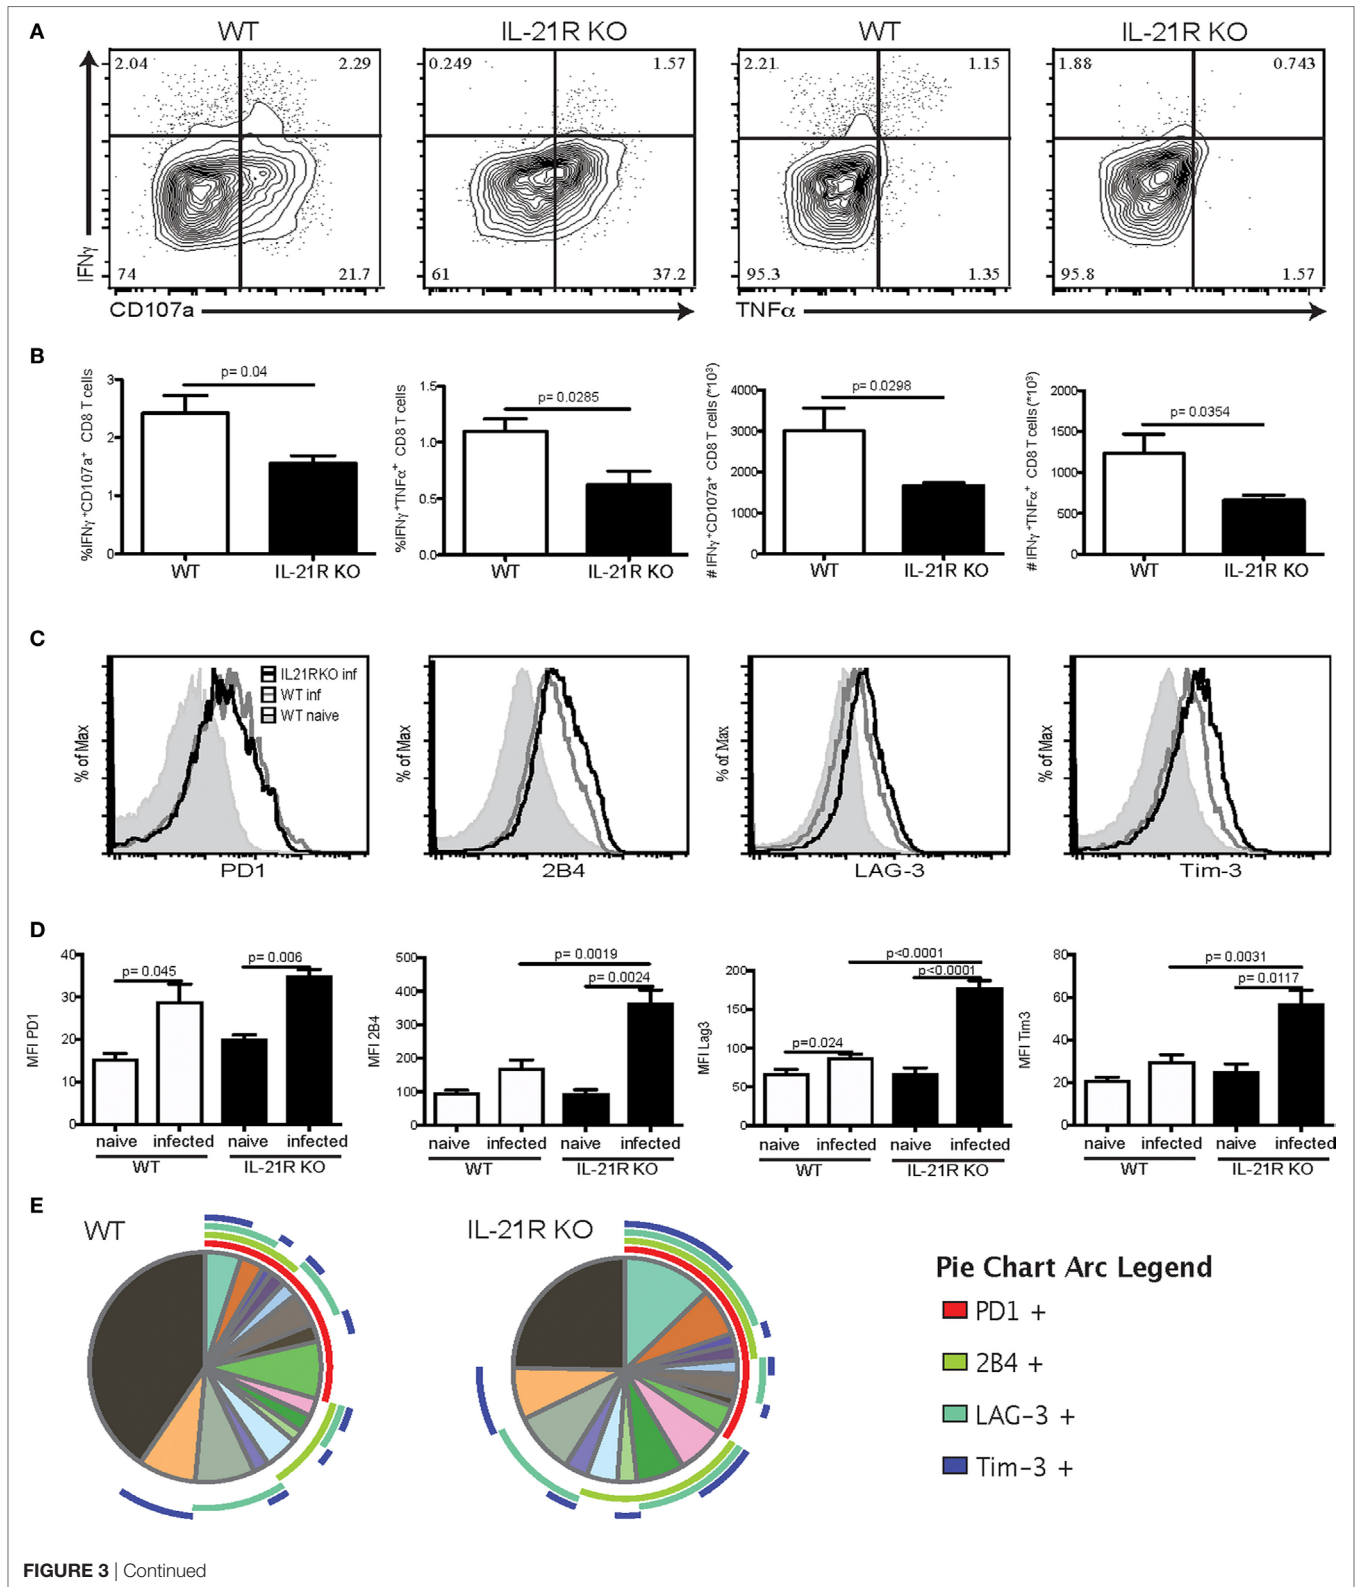 A
WT
IL-21R KO
WT
IL-21R KO
2.04
2.29
0.249
1.57
2.21
1.15
1.88
0.743
IFNγ
74
21.7
61
37.2
95.3
1.35
95.8
1.57
CD107a
TNFα
B
%IFNγ+CD107a+ CD8 T cells
p= 0.04
3
2
1
0
WT
IL-21R KO
%IFNγ+TNFα+ CD8 T cells
p= 0.0285
1.5
1.0
0.5
0.0
WT
IL-21R KO
# IFNγ+CD107a+ CD8 T cells (*10³)
p= 0.0298
4000
3000
2000
1000
0
WT
IL-21R KO
# IFNγ+TNFα+ CD8 T cells (*10³)
p= 0.0354
2000
1500
1000
500
0
WT
IL-21R KO
C
IL21RKO inf
WT inf
WT naive
% of Max
PD1
% of Max
2B4
% of Max
LAG-3
% of Max
Tim-3
D
MFI PD1
40
30
20
10
0
p= 0.045
p= 0.006
naive
infected
naive
infected
WT
IL-21R KO
MFI 2B4
500
400
300
200
100
0
p= 0.0019
p= 0.0024
naive
infected
naive
infected
WT
IL-21R KO
MFI Lag3
200
150
100
50
0
p<0.0001
p<0.0001
p=0.024
naive
infected
naive
infected
WT
IL-21R KO
MFI Tim3
80
60
40
20
0
p= 0.0031
p= 0.0117
naive
infected
naive
infected
WT
IL-21R KO
E
WT
IL-21R KO
Pie Chart Arc Legend
PD1 +
2B4 +
LAG-3 +
Tim-3 +
FIGURE 3 | Continued